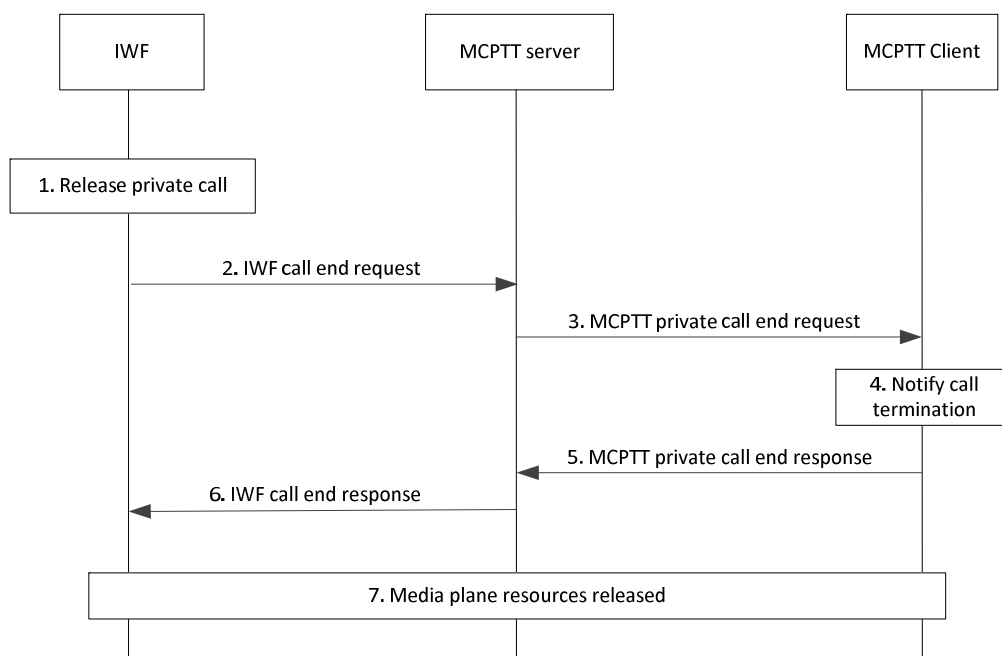 IWF
MCPTT server
MCPTT Client
1. Release private call
2. IWF call end request
3. MCPTT private call end request
4. Notify call
termination
5. MCPTT private call end response
6. IWF call end response
7. Media plane resources released